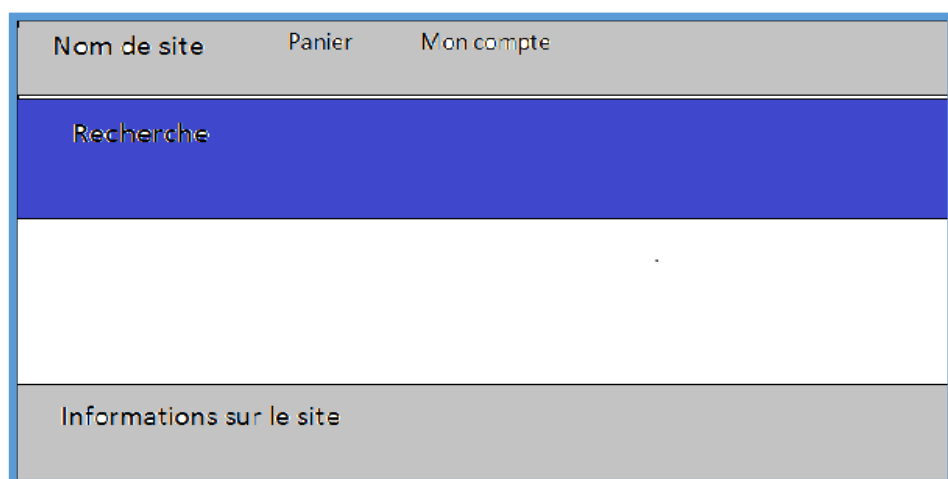 Nom de site Panier Mon compte
Recherche
Informations sur le site